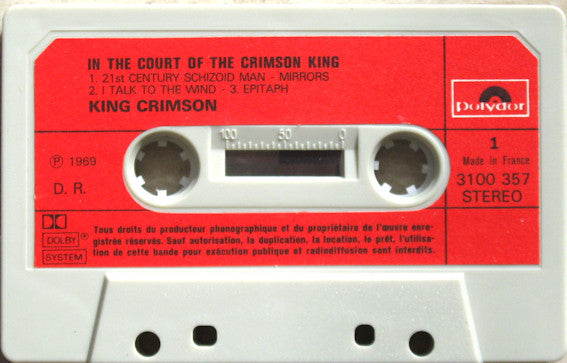 IN THE COURT OF THE CRIMSON KING
1. 21st CENTURY SCHIZOID MAN - MIRRORS
2. I TALK TO THE WIND - 3. EPITAPH
KING CRIMSON
polydor
100 50 0
1
Made in France
℗ 1969
3100 357
D. R.
STEREO
DOLBY®
SYSTEM
Tous droits du producteur phonographique et du propriétaire de l'œuvre enre-
gistrée réservés. Sauf autorisation, la duplication, la location, le prêt, l'utilisa-
tion de cette bande pour exécution publique et radiodiffusion sont interdits.